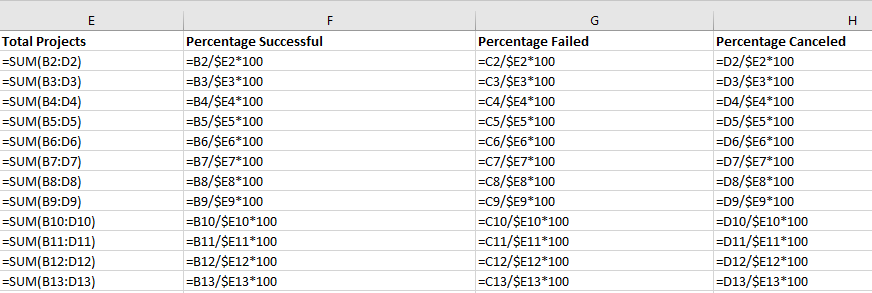 E F G H
Total Projects Percentage Successful Percentage Failed Percentage Canceled
=SUM(B2:D2) =B2/$E2*100 =C2/$E2*100 =D2/$E2*100
=SUM(B3:D3) =B3/$E3*100 =C3/$E3*100 =D3/$E3*100
=SUM(B4:D4) =B4/$E4*100 =C4/$E4*100 =D4/$E4*100
=SUM(B5:D5) =B5/$E5*100 =C5/$E5*100 =D5/$E5*100
=SUM(B6:D6) =B6/$E6*100 =C6/$E6*100 =D6/$E6*100
=SUM(B7:D7) =B7/$E7*100 =C7/$E7*100 =D7/$E7*100
=SUM(B8:D8) =B8/$E8*100 =C8/$E8*100 =D8/$E8*100
=SUM(B9:D9) =B9/$E9*100 =C9/$E9*100 =D9/$E9*100
=SUM(B10:D10) =B10/$E10*100 =C10/$E10*100 =D10/$E10*100
=SUM(B11:D11) =B11/$E11*100 =C11/$E11*100 =D11/$E11*100
=SUM(B12:D12) =B12/$E12*100 =C12/$E12*100 =D12/$E12*100
=SUM(B13:D13) =B13/$E13*100 =C13/$E13*100 =D13/$E13*100